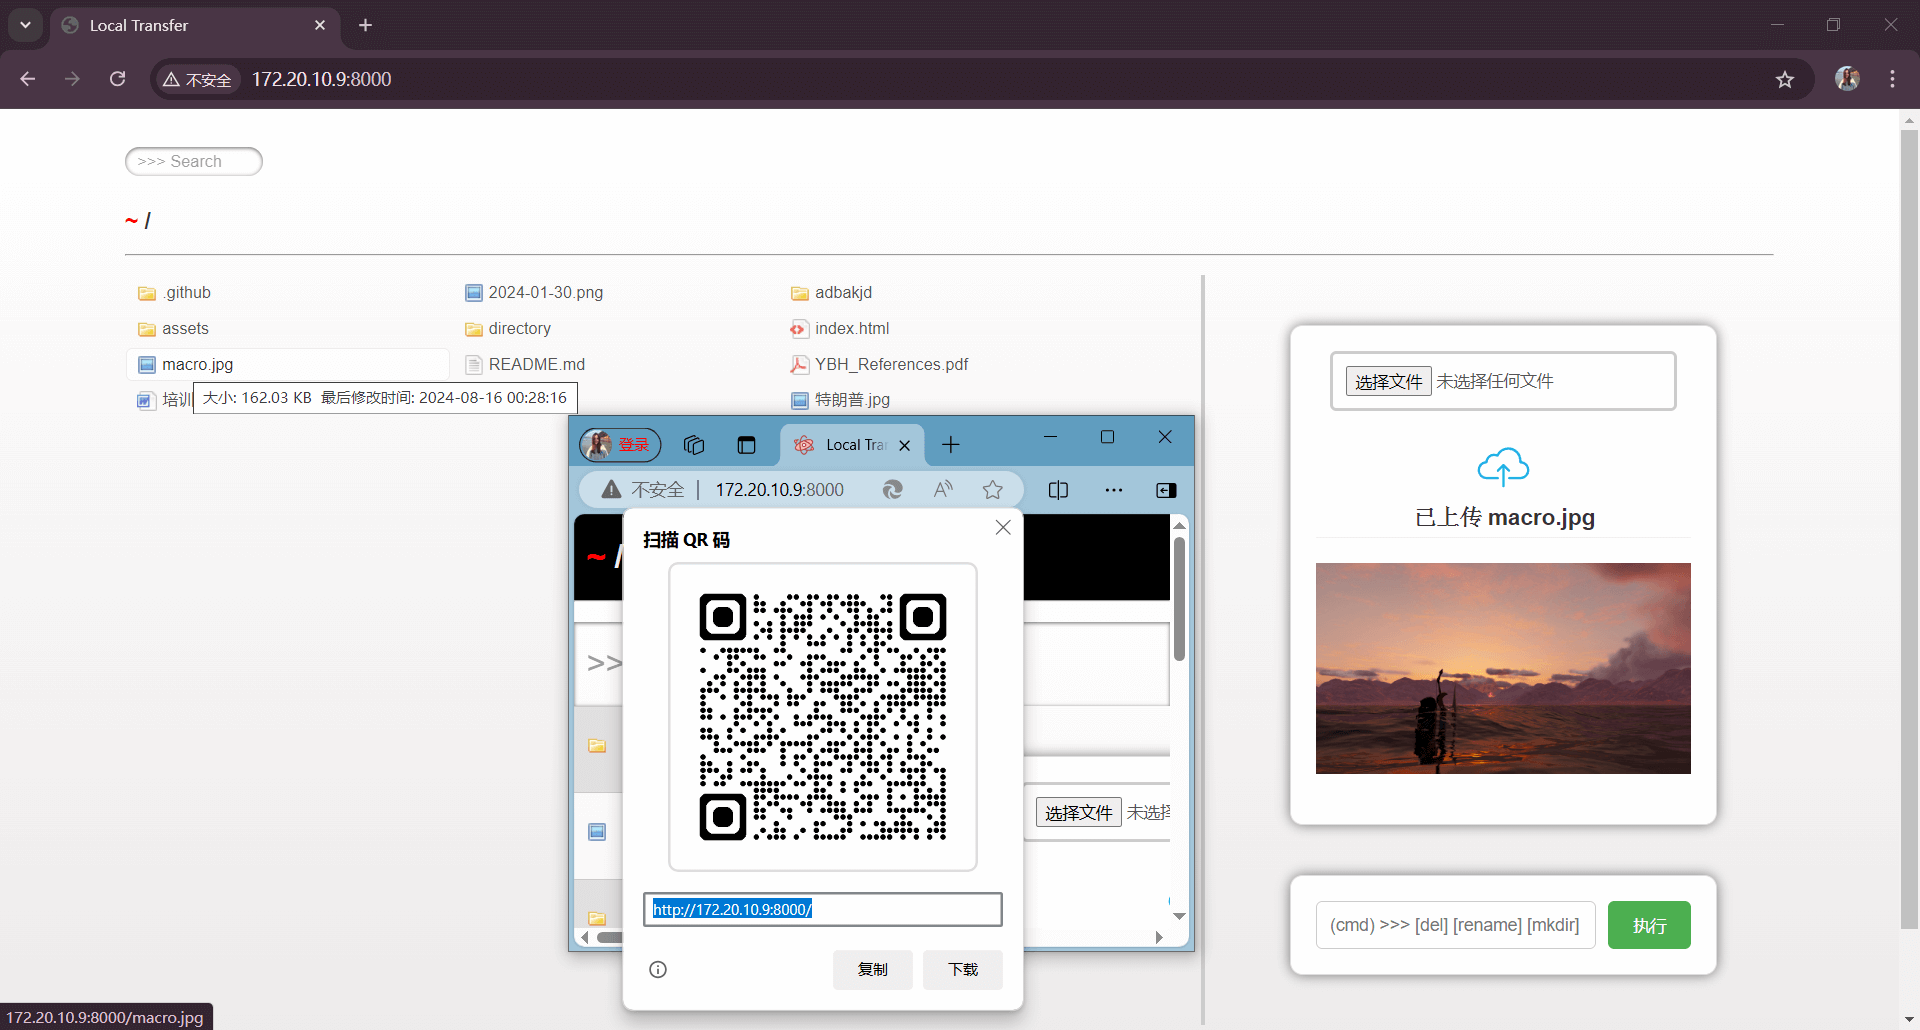 Local Transfer
不安全 172.20.10.9:8000
>>> Search
~ /
.github
2024-01-30.png
adbakjd
assets
directory
index.html
macro.jpg
README.md
YBH_References.pdf
培训
大小: 162.03 KB 最后修改时间: 2024-08-16 00:28:16
特朗普.jpg
选择文件 未选择任何文件
已上传 macro.jpg
(cmd) >>> [del] [rename] [mkdir]
执行
登录
Local Tra
不安全 | 172.20.10.9:8000
~ /
>>
选择文件 未选择
扫描 QR 码
http://172.20.10.9:8000/
复制
下载
172.20.10.9:8000/macro.jpg